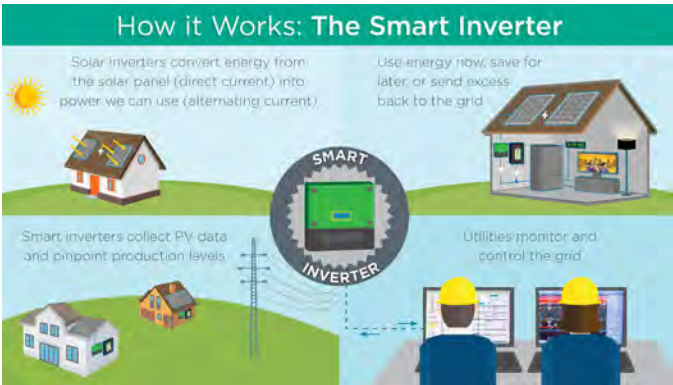 How it Works: The Smart Inverter
Solar inverters convert energy from
the solar panel (direct current) into
power we can use (alternating current)
Use energy now, save for
later, or send excess
back to the grid
SMART
INVERTER
Smart inverters collect PV data
and pinpoint production levels
Utilities monitor and
control the grid